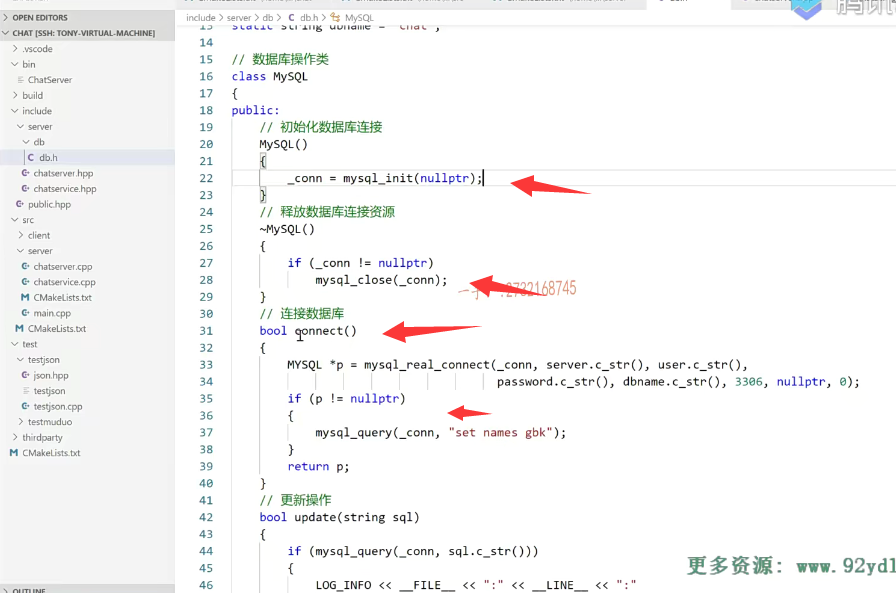 OPEN EDITORS
CHAT [SSH: TONY-VIRTUAL-MACHINE]
.vscode
bin
ChatServer
build
include
server
db
db.h
chatserver.hpp
chatservice.hpp
public.hpp
src
client
server
chatserver.cpp
chatservice.cpp
CMakeLists.txt
main.cpp
CMakeLists.txt
test
testjson
json.hpp
testjson
testjson.cpp
testmuduo
thirdparty
CMakeLists.txt
OUTLINE
include > server > db > C db.h > MySQL
13 static string dbname = "chat";
14
15 // 数据库操作类
16 class MySQL
17 {
18 public:
19 // 初始化数据库连接
20 MySQL()
21 {
22 _conn = mysql_init(nullptr);
23 }
24 // 释放数据库连接资源
25 ~MySQL()
26 {
27 if (_conn != nullptr)
28 mysql_close(_conn);
29 }
30 // 连接数据库
31 bool connect()
32 {
33 MYSQL *p = mysql_real_connect(_conn, server.c_str(), user.c_str(),
34 password.c_str(), dbname.c_str(), 3306, nullptr, 0);
35 if (p != nullptr)
36 {
37 mysql_query(_conn, "set names gbk");
38 }
39 return p;
40 }
41 // 更新操作
42 bool update(string sql)
43 {
44 if (mysql_query(_conn, sql.c_str()))
45 {
46 LOG_INFO << __FILE__ << ":" << __LINE__ << ":"
2732168745
腾讯
更多资源: www.92yd1